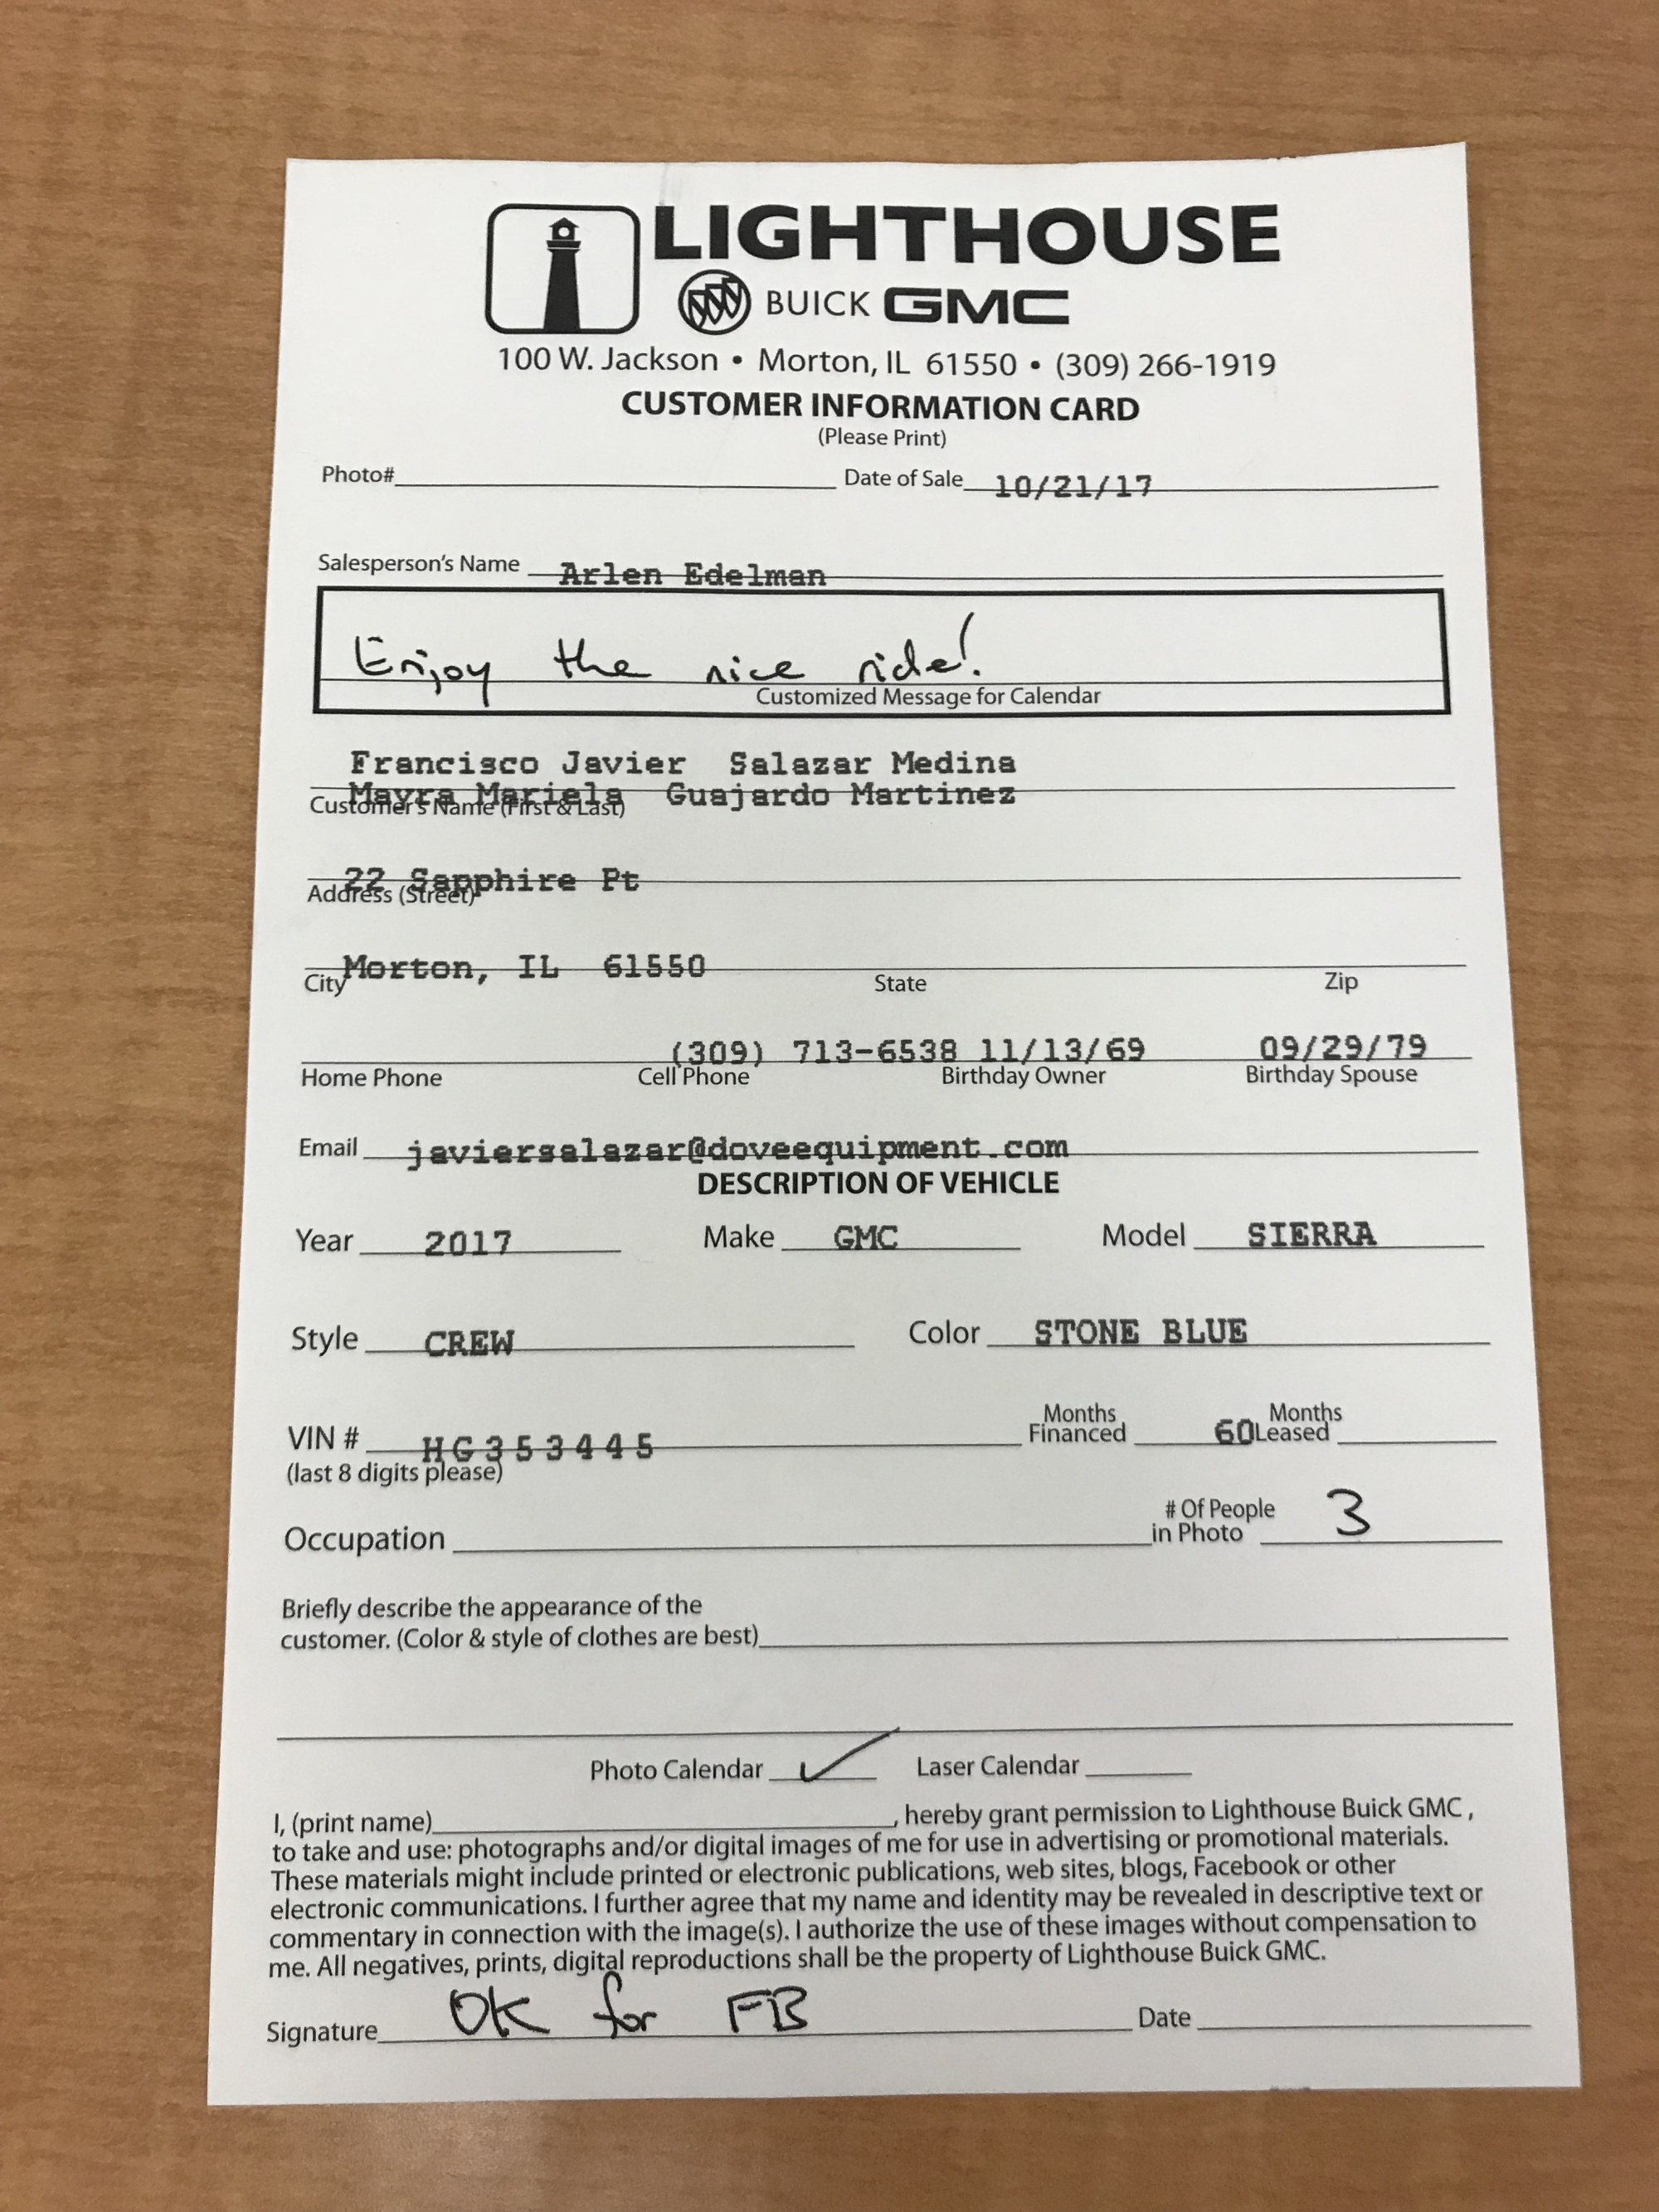 LIGHTHOUSE
BUICK GMC
100 W. Jackson • Morton, IL 61550 • (309) 266-1919
CUSTOMER INFORMATION CARD
(Please Print)
Photo# Date of Sale 10/21/17
Salesperson's Name Arlen Edelman
Enjoy the nice ride!
Customized Message for Calendar
Francisco Javier Salazar Medina
Mayra Mariela Guajardo Martinez
Customer's Name (First & Last)
22 Sapphire Pt
Address (Street)
Morton, IL 61550
City State Zip
(309) 713-6538 11/13/69 09/29/79
Home Phone Cell Phone Birthday Owner Birthday Spouse
Email javiersalazar@doveequipment.com
DESCRIPTION OF VEHICLE
Year 2017 Make GMC Model SIERRA
Style CREW Color STONE BLUE
VIN # HG353445 Months Financed 60 Months Leased
(last 8 digits please)
Occupation # Of People in Photo 3
Briefly describe the appearance of the
customer. (Color & style of clothes are best)
Photo Calendar ✓ Laser Calendar
I, (print name) , hereby grant permission to Lighthouse Buick GMC ,
to take and use: photographs and/or digital images of me for use in advertising or promotional materials.
These materials might include printed or electronic publications, web sites, blogs, Facebook or other
electronic communications. I further agree that my name and identity may be revealed in descriptive text or
commentary in connection with the image(s). I authorize the use of these images without compensation to
me. All negatives, prints, digital reproductions shall be the property of Lighthouse Buick GMC.
Signature OK for FB Date